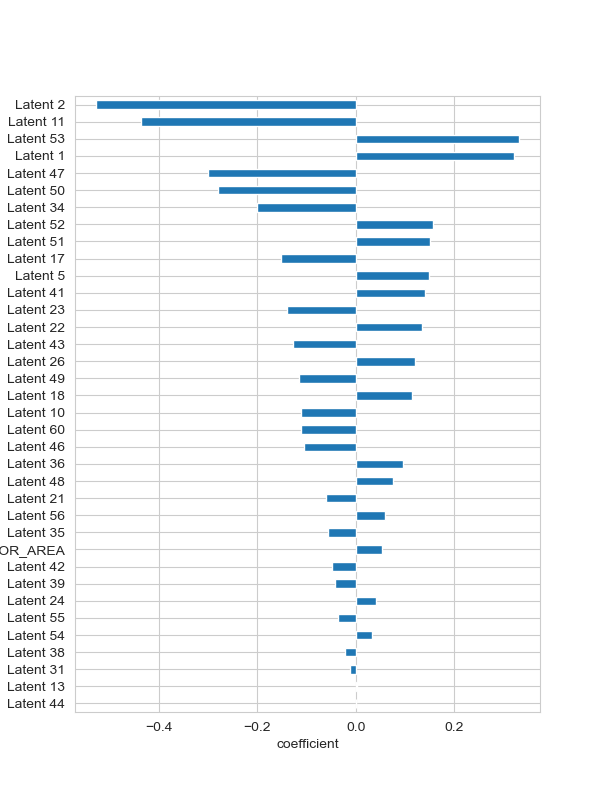 Latent 2
Latent 11
Latent 53
Latent 1
Latent 47
Latent 50
Latent 34
Latent 52
Latent 51
Latent 17
Latent 5
Latent 41
Latent 23
Latent 22
Latent 43
Latent 26
Latent 49
Latent 18
Latent 10
Latent 60
Latent 46
Latent 36
Latent 48
Latent 21
Latent 56
Latent 35
OR_AREA
Latent 42
Latent 39
Latent 24
Latent 55
Latent 54
Latent 38
Latent 31
Latent 13
Latent 44
−0.4 −0.2 0.0 0.2
coefficient